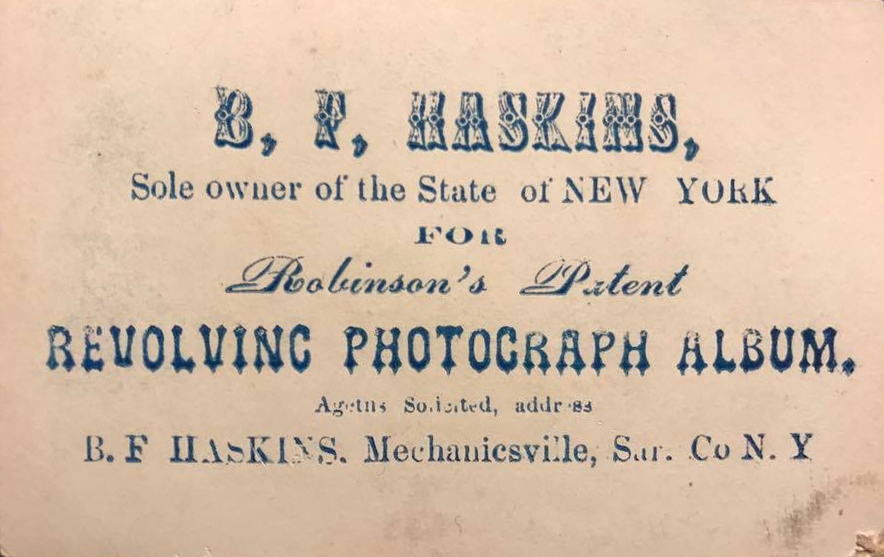 B. F. HASKINS,
Sole owner of the State of NEW YORK
FOR
Robinson's Patent
REVOLVING PHOTOGRAPH ALBUM.
Agetns Solicited, address
B. F HASKINS. Mechanicsville, Sar. Co N. Y